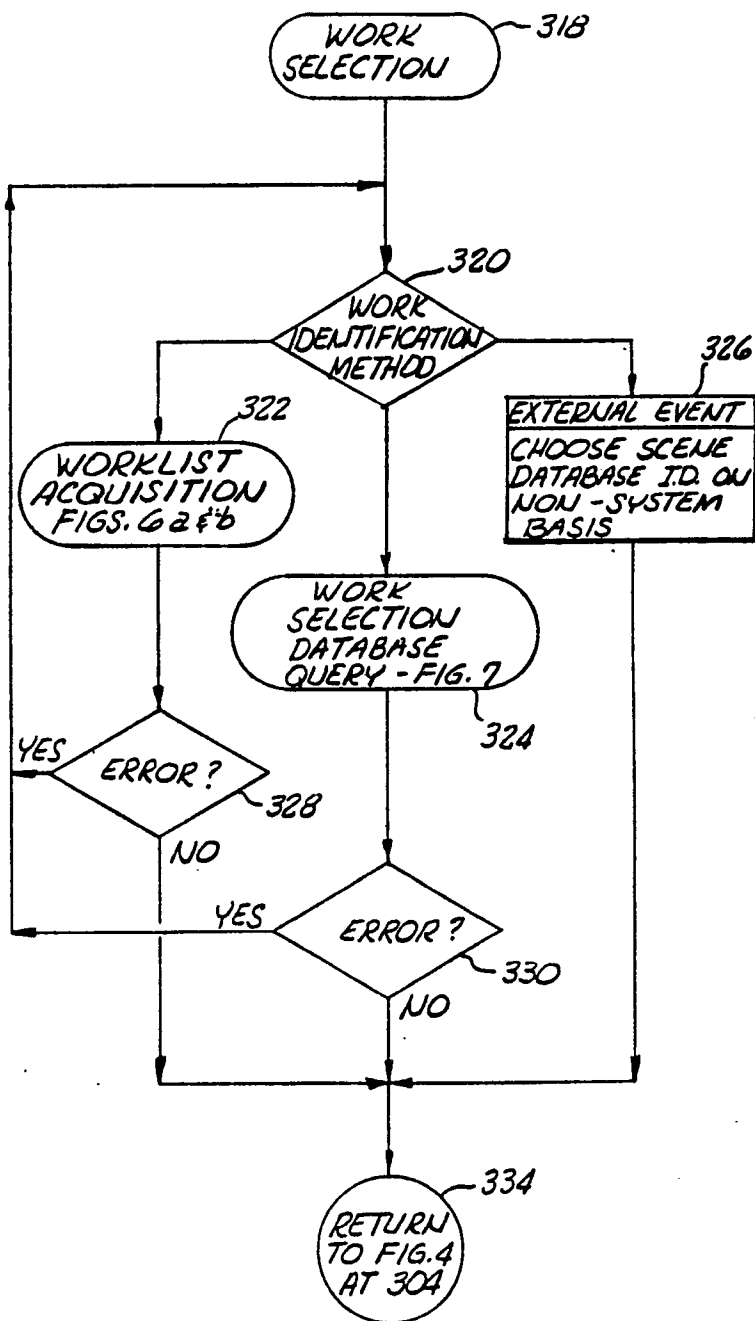 WORK
SELECTION
318
320
WORK
IDENTIFICATION
METHOD
326
EXTERNAL EVENT
CHOOSE SCENE
DATABASE I.D. ON
NON-SYSTEM
BASIS
322
WORKLIST
ACQUISITION
FIGS. 6a & b
WORK
SELECTION
DATABASE
QUERY - FIG. 7
324
YES
ERROR?
328
NO
YES
ERROR?
330
NO
334
RETURN
TO FIG. 4
AT 304